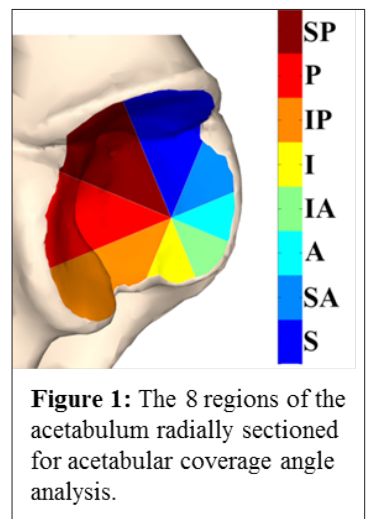 SP
P
IP
I
IA
A
SA
S
Figure 1: The 8 regions of the
acetabulum radially sectioned
for acetabular coverage angle
analysis.